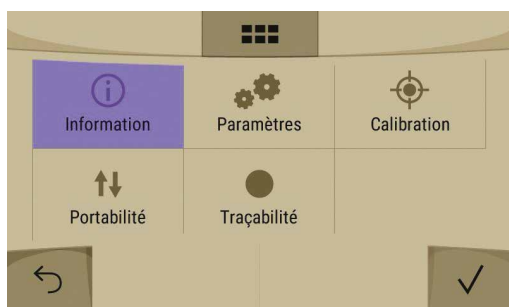 Information
Paramètres
Calibration
Portabilité
Traçabilité